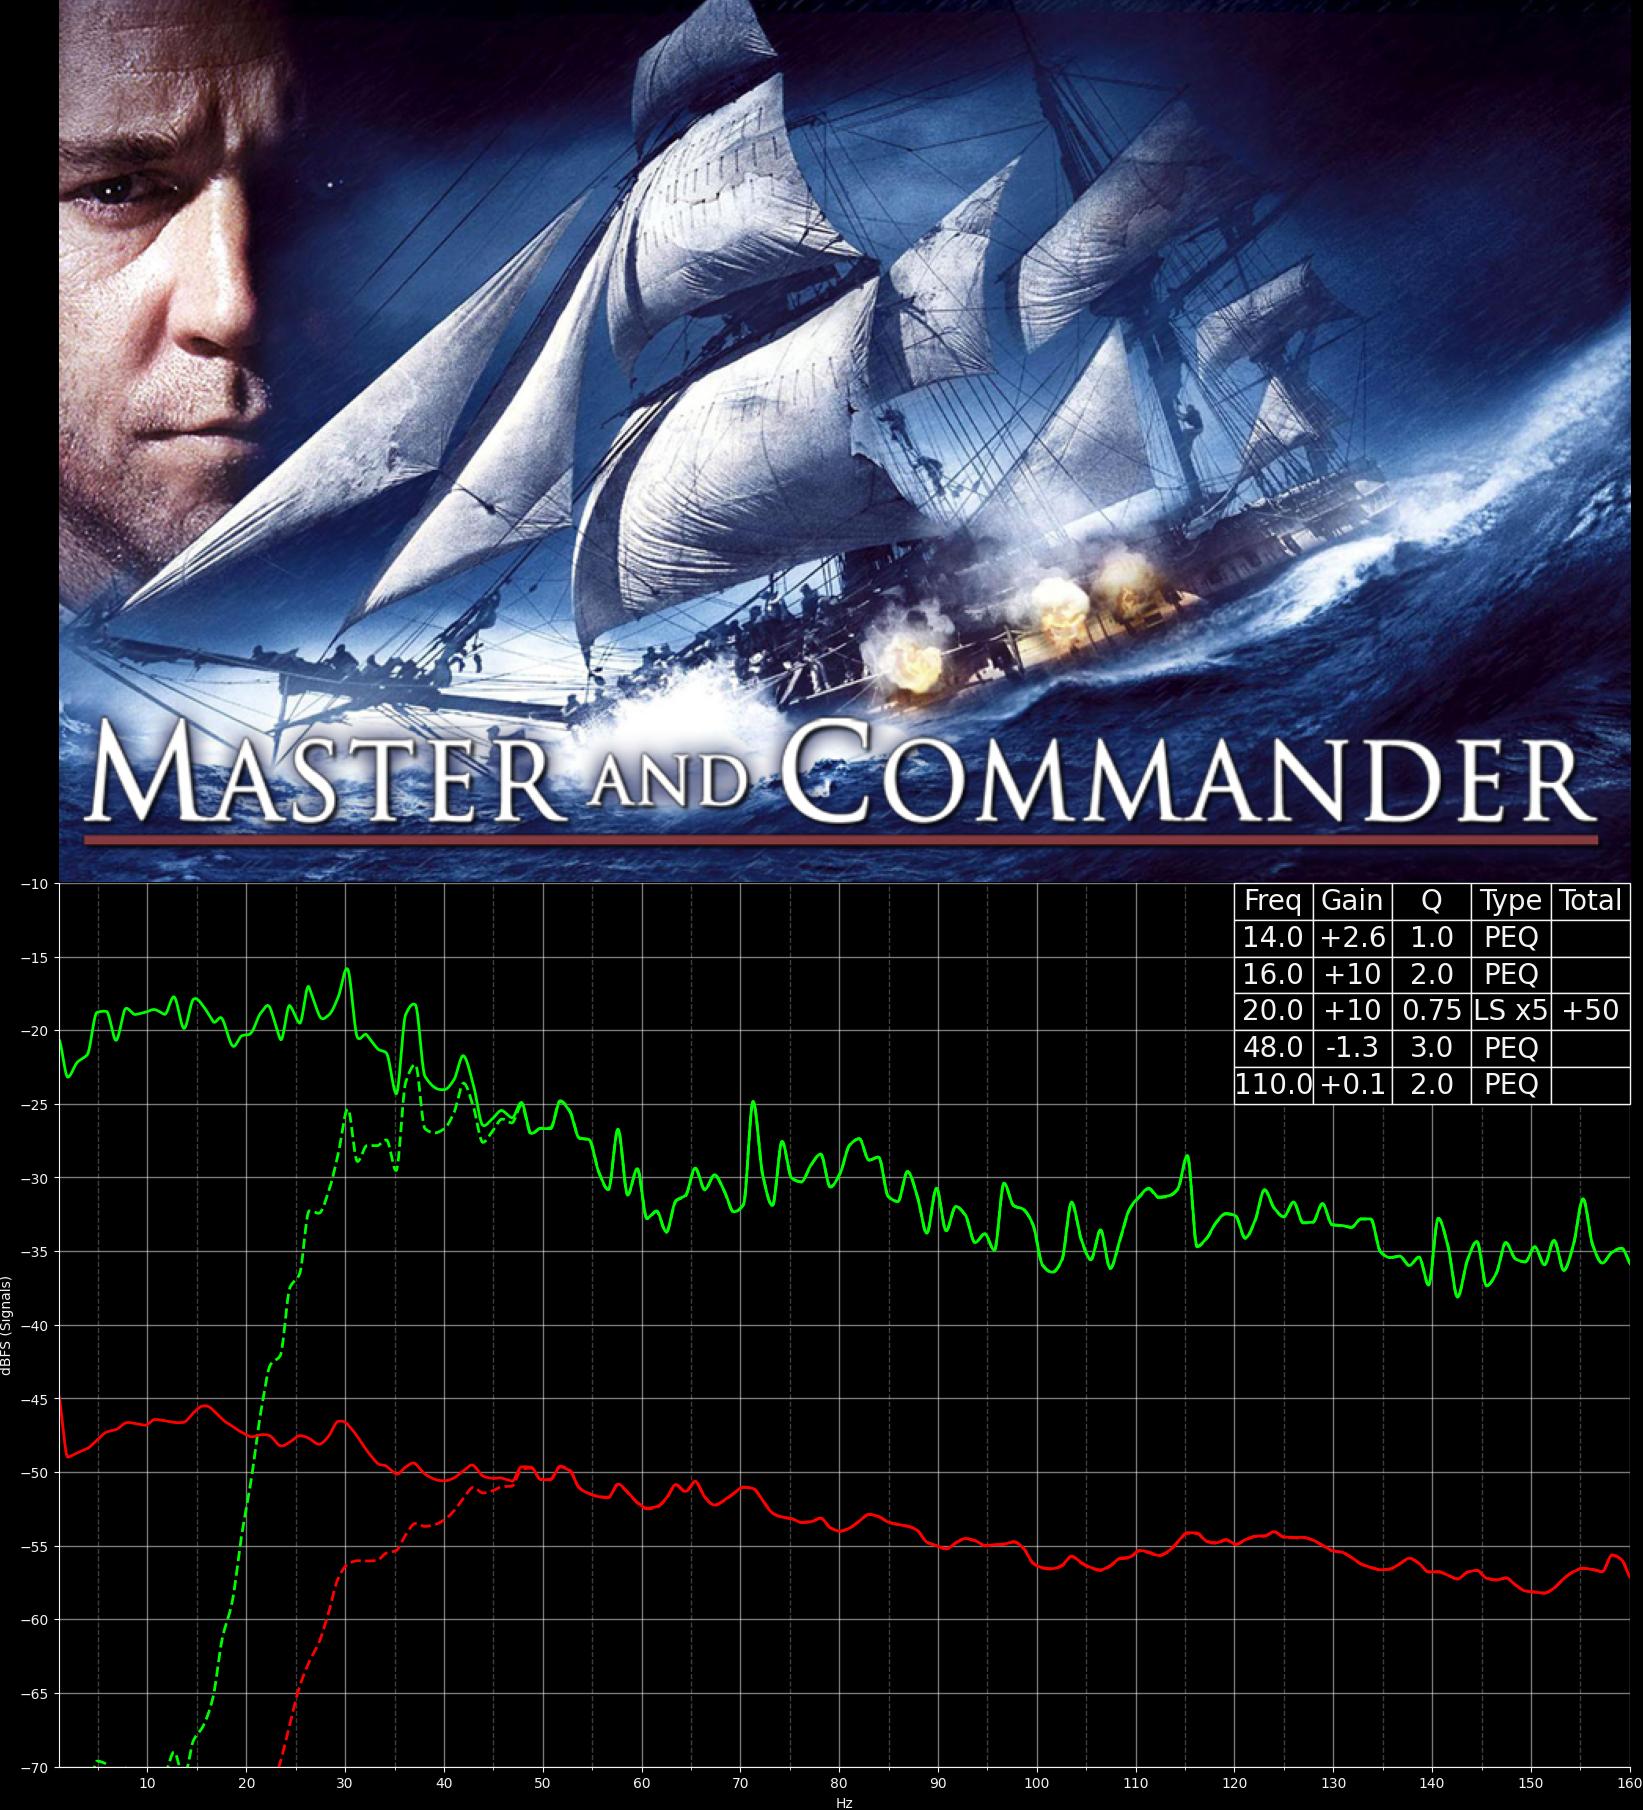 MASTER AND COMMANDER
Freq Gain Q Type Total
14.0 +2.6 1.0 PEQ
16.0 +10 2.0 PEQ
20.0 +10 0.75 LS x5 +50
48.0 -1.3 3.0 PEQ
110.0 +0.1 2.0 PEQ
−10
−15
−20
−25
−30
−35
−40
−45
−50
−55
−60
−65
−70
dBFS (Signals)
10 20 30 40 50 60 70 80 90 100 110 120 130 140 150 160
Hz